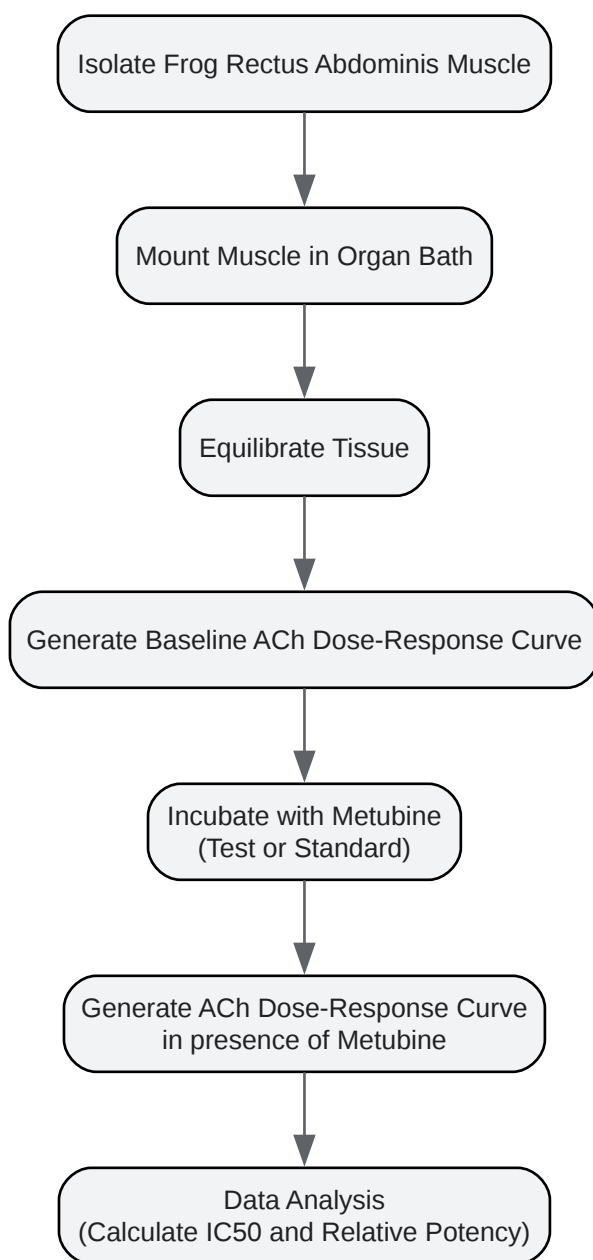 Isolate Frog Rectus Abdominis Muscle
Mount Muscle in Organ Bath
Equilibrate Tissue
Generate Baseline ACh Dose-Response Curve
Incubate with Metubine
(Test or Standard)
Generate ACh Dose-Response Curve
in presence of Metubine
Data Analysis
(Calculate IC50 and Relative Potency)